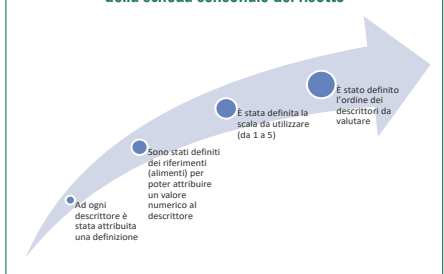 della scheda sensoriale del risotto
È stato definito
l'ordine dei
descrittori da
valutare
È stata definita la
scala da utilizzare
(da 1 a 5)
Sono stati definiti
dei riferimenti
(alimenti) per
poter attribuire
un valore
numerico al
descrittore
Ad ogni
descrittore è
stata attribuita
una definizione